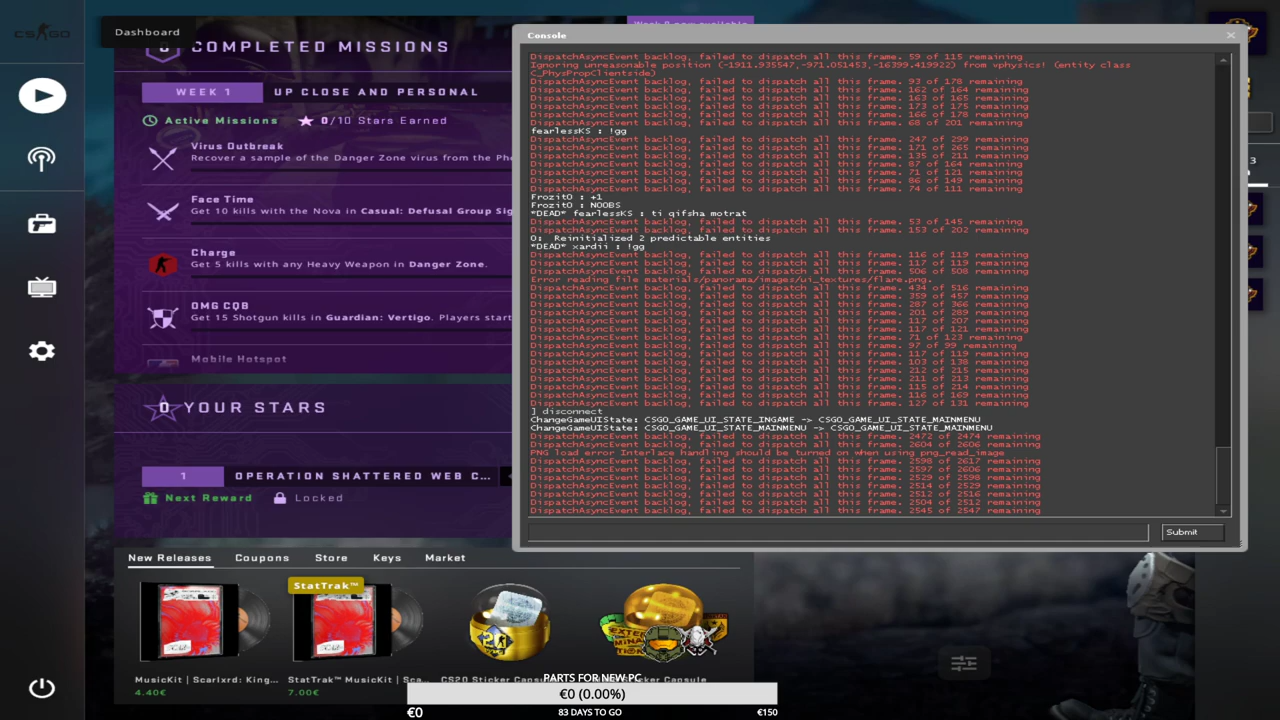 CS GO
Dashboard
Week 8 now available
0 COMPLETED MISSIONS
WEEK 1 UP CLOSE AND PERSONAL
Active Missions 0/10 Stars Earned
Virus Outbreak
Recover a sample of the Danger Zone virus from the Pho
Face Time
Get 10 kills with the Nova in Casual: Defusal Group Sig
Charge
Get 5 kills with any Heavy Weapon in Danger Zone.
OMG CQB
Get 15 Shotgun kills in Guardian: Vertigo. Players start
Mobile Hotspot
0 YOUR STARS
1 OPERATION SHATTERED WEB C...
Next Reward Locked
Console
DispatchAsyncEvent backlog, failed to dispatch all this frame. 59 of 115 remaining
Ignoring unreasonable position (-1911.935547,-971.051453,-16399.419922) from vphysics! (entity class
C_PhysPropClientside)
DispatchAsyncEvent backlog, failed to dispatch all this frame. 93 of 178 remaining
DispatchAsyncEvent backlog, failed to dispatch all this frame. 162 of 164 remaining
DispatchAsyncEvent backlog, failed to dispatch all this frame. 163 of 165 remaining
DispatchAsyncEvent backlog, failed to dispatch all this frame. 173 of 175 remaining
DispatchAsyncEvent backlog, failed to dispatch all this frame. 166 of 178 remaining
DispatchAsyncEvent backlog, failed to dispatch all this frame. 68 of 201 remaining
fearlessKS : !gg
DispatchAsyncEvent backlog, failed to dispatch all this frame. 247 of 299 remaining
DispatchAsyncEvent backlog, failed to dispatch all this frame. 171 of 265 remaining
DispatchAsyncEvent backlog, failed to dispatch all this frame. 135 of 211 remaining
DispatchAsyncEvent backlog, failed to dispatch all this frame. 87 of 164 remaining
DispatchAsyncEvent backlog, failed to dispatch all this frame. 71 of 121 remaining
DispatchAsyncEvent backlog, failed to dispatch all this frame. 86 of 149 remaining
DispatchAsyncEvent backlog, failed to dispatch all this frame. 74 of 111 remaining
FrozitO : +1
FrozitO : NOOBS
*DEAD* fearlessKS : ti qifsha motrat
DispatchAsyncEvent backlog, failed to dispatch all this frame. 53 of 145 remaining
DispatchAsyncEvent backlog, failed to dispatch all this frame. 153 of 202 remaining
0: Reinitialized 2 predictable entities
*DEAD* xardii : !gg
DispatchAsyncEvent backlog, failed to dispatch all this frame. 116 of 119 remaining
DispatchAsyncEvent backlog, failed to dispatch all this frame. 117 of 119 remaining
DispatchAsyncEvent backlog, failed to dispatch all this frame. 506 of 508 remaining
Error reading file materials/panorama/images/ui_textures/flare.png.
DispatchAsyncEvent backlog, failed to dispatch all this frame. 434 of 516 remaining
DispatchAsyncEvent backlog, failed to dispatch all this frame. 359 of 457 remaining
DispatchAsyncEvent backlog, failed to dispatch all this frame. 287 of 366 remaining
DispatchAsyncEvent backlog, failed to dispatch all this frame. 201 of 289 remaining
DispatchAsyncEvent backlog, failed to dispatch all this frame. 117 of 207 remaining
DispatchAsyncEvent backlog, failed to dispatch all this frame. 117 of 121 remaining
DispatchAsyncEvent backlog, failed to dispatch all this frame. 71 of 123 remaining
DispatchAsyncEvent backlog, failed to dispatch all this frame. 97 of 99 remaining
DispatchAsyncEvent backlog, failed to dispatch all this frame. 117 of 119 remaining
DispatchAsyncEvent backlog, failed to dispatch all this frame. 103 of 138 remaining
DispatchAsyncEvent backlog, failed to dispatch all this frame. 212 of 215 remaining
DispatchAsyncEvent backlog, failed to dispatch all this frame. 211 of 213 remaining
DispatchAsyncEvent backlog, failed to dispatch all this frame. 115 of 214 remaining
DispatchAsyncEvent backlog, failed to dispatch all this frame. 116 of 169 remaining
DispatchAsyncEvent backlog, failed to dispatch all this frame. 127 of 131 remaining
] disconnect
ChangeGameUIState: CSGO_GAME_UI_STATE_INGAME -> CSGO_GAME_UI_STATE_MAINMENU
ChangeGameUIState: CSGO_GAME_UI_STATE_MAINMENU -> CSGO_GAME_UI_STATE_MAINMENU
DispatchAsyncEvent backlog, failed to dispatch all this frame. 2472 of 2474 remaining
DispatchAsyncEvent backlog, failed to dispatch all this frame. 2604 of 2606 remaining
PNG load error Interlace handling should be turned on when using png_read_image
DispatchAsyncEvent backlog, failed to dispatch all this frame. 2598 of 2617 remaining
DispatchAsyncEvent backlog, failed to dispatch all this frame. 2597 of 2606 remaining
DispatchAsyncEvent backlog, failed to dispatch all this frame. 2529 of 2598 remaining
DispatchAsyncEvent backlog, failed to dispatch all this frame. 2514 of 2529 remaining
DispatchAsyncEvent backlog, failed to dispatch all this frame. 2512 of 2516 remaining
DispatchAsyncEvent backlog, failed to dispatch all this frame. 2504 of 2512 remaining
DispatchAsyncEvent backlog, failed to dispatch all this frame. 2545 of 2547 remaining
Submit
3
New Releases Coupons Store Keys Market
StatTrak™
MusicKit | Scarlxrd: King... StatTrak™ MusicKit | Sca... CS20 Sticker Capsu Sticker Capsule
4.40€ 7.00€
PARTS FOR NEW PC
€0 (0.00%)
€0 83 DAYS TO GO €150